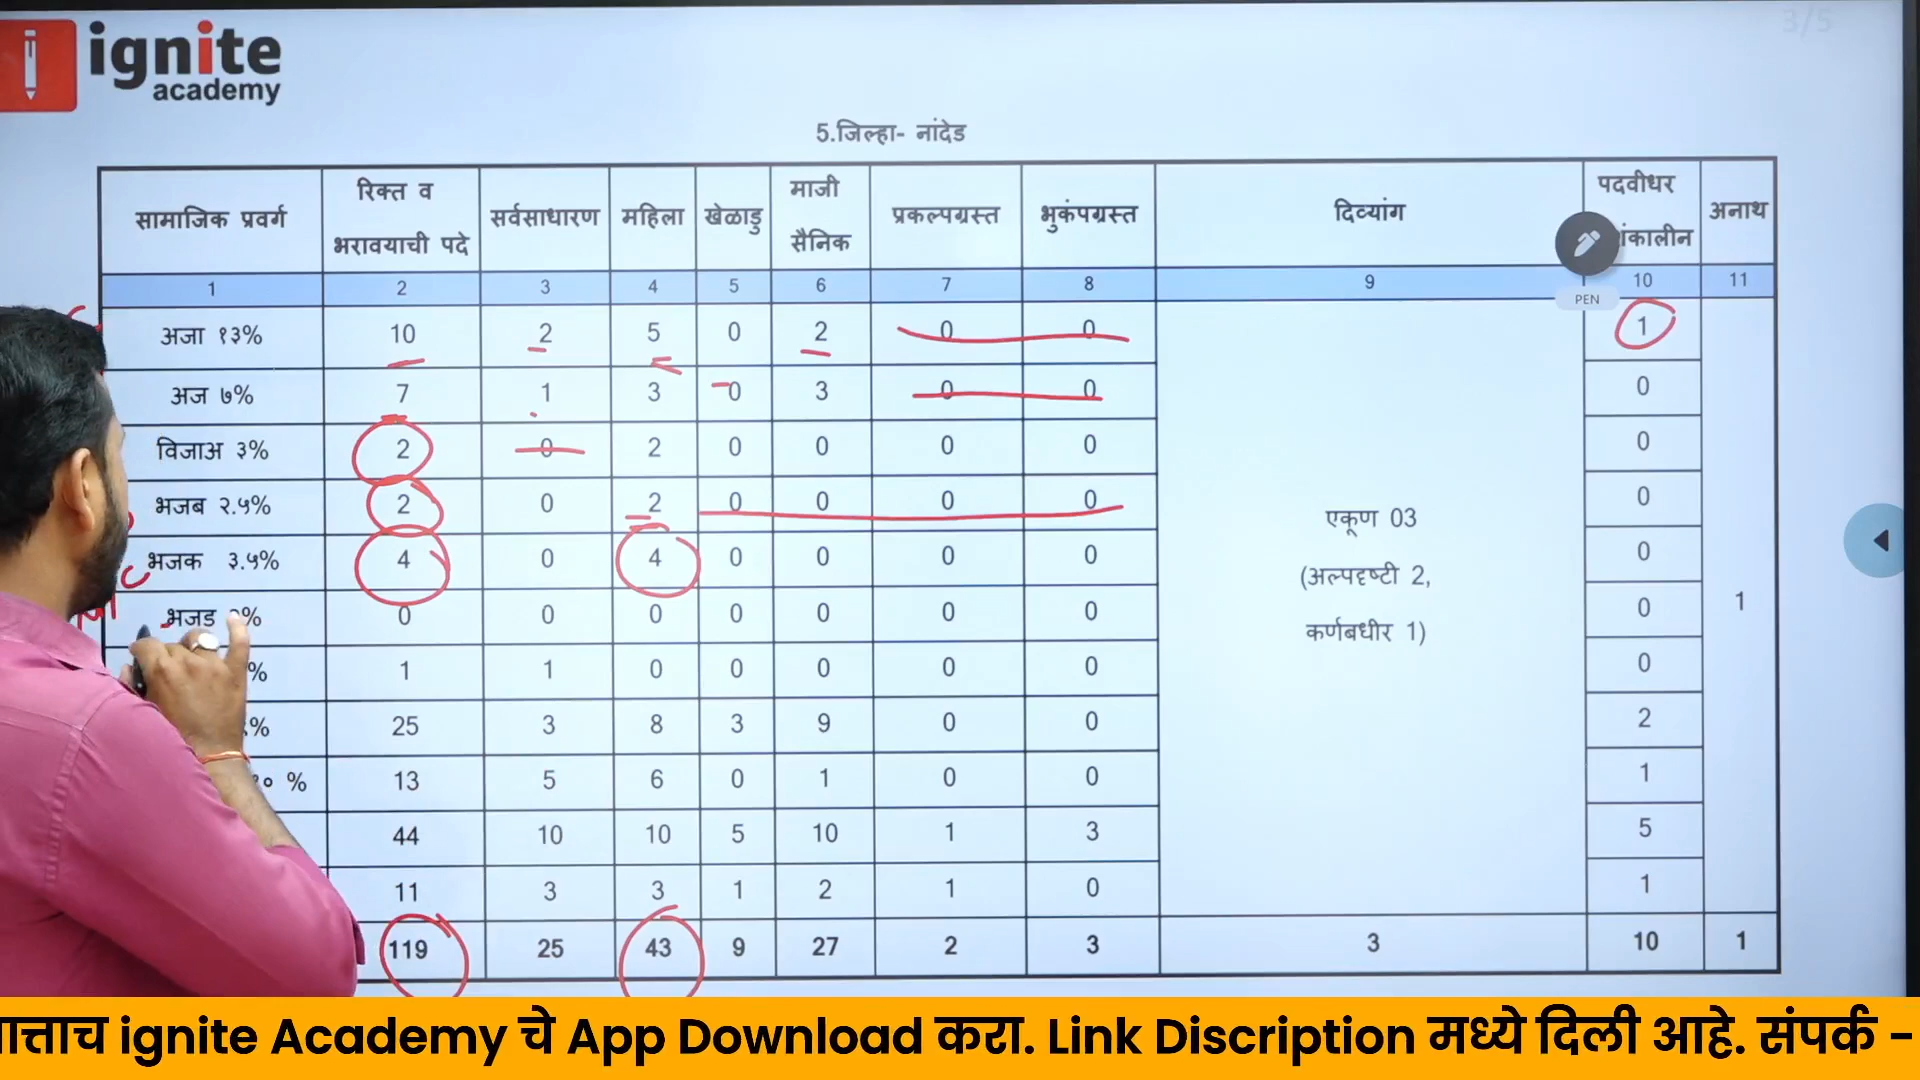 ignite
academy
3/5
5.जिल्हा- नांदेड
सामाजिक प्रवर्ग रिक्त व भरावयाची पदे सर्वसाधारण महिला खेळाडु माजी सैनिक प्रकल्पग्रस्त भुकंपग्रस्त दिव्यांग पदवीधर अनाथ
PEN
1 2 3 4 5 6 7 8 9 10 11
अजा १३% 10 2 5 0 2 0 0 1
अज ७% 7 1 3 0 3 0 0 0
विजाअ ३% 2 0 2 0 0 0 0 0
भजब २.५% 2 0 2 0 0 0 0 0
भजक ३.५% 4 0 4 0 0 0 0 0
भजड % 0 0 0 0 0 0 0 0
% 1 1 0 0 0 0 0 0
% 25 3 8 3 9 0 0 2
% 13 5 6 0 1 0 0 1
44 10 10 5 10 1 3 5
11 3 3 1 2 1 0 1
एकूण 03
(अल्पदृष्टी 2,
कर्णबधीर 1)
1
119 25 43 9 27 2 3 3 10 1
ignite Academy चे App Download करा. Link Discription मध्ये दिली आहे. संपर्क -